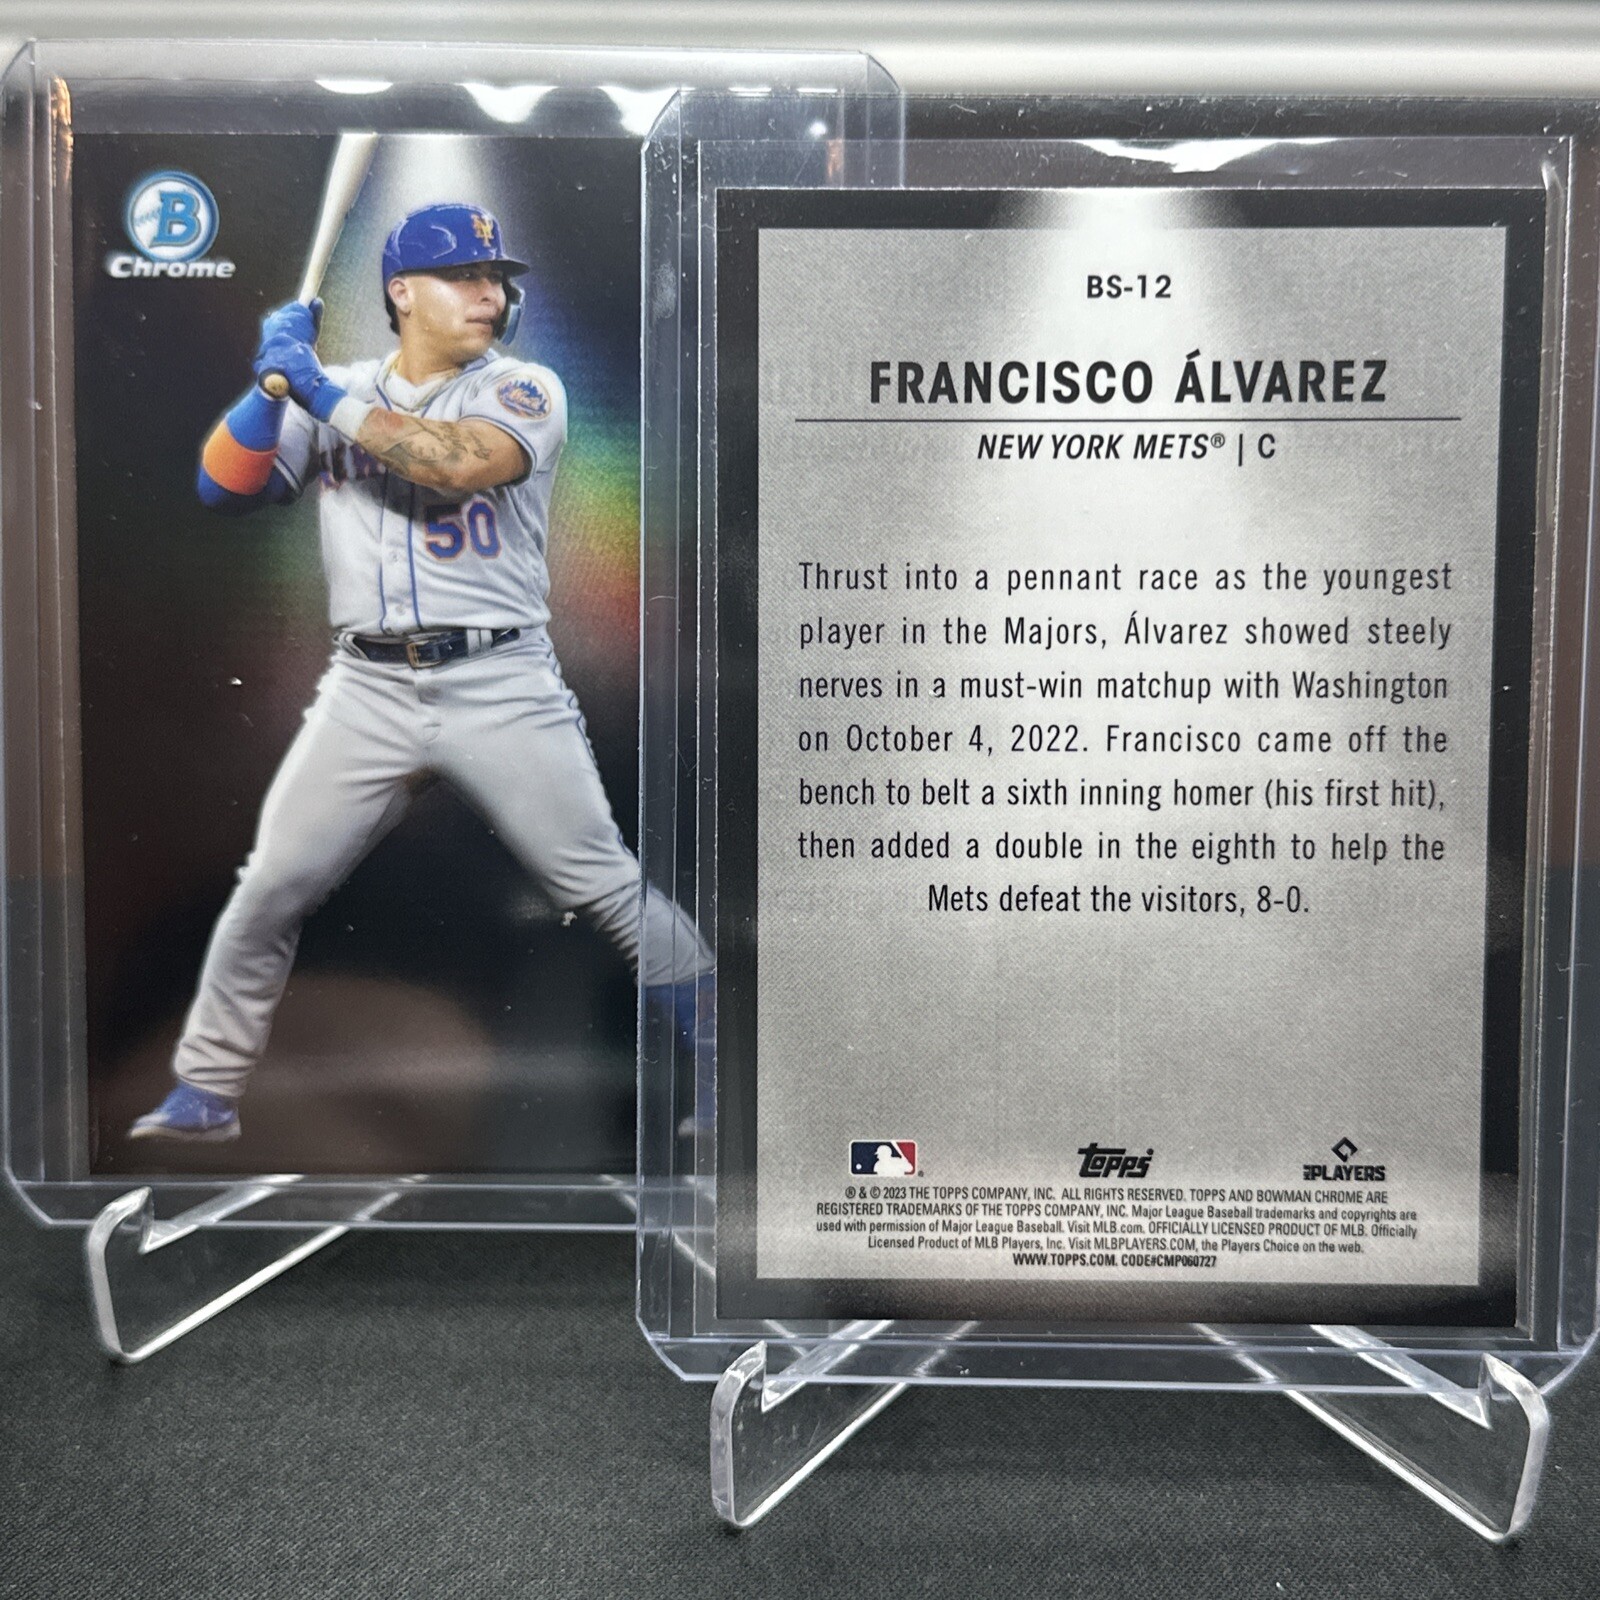 B
Chrome
NY
Mets
50
BS-12
FRANCISCO ÁLVAREZ
NEW YORK METS® | C
Thrust into a pennant race as the youngest
player in the Majors, Álvarez showed steely
nerves in a must-win matchup with Washington
on October 4, 2022. Francisco came off the
bench to belt a sixth inning homer (his first hit),
then added a double in the eighth to help the
Mets defeat the visitors, 8-0.
Topps
PLAYERS
® & © 2023 THE TOPPS COMPANY, INC. ALL RIGHTS RESERVED. TOPPS AND BOWMAN CHROME ARE
REGISTERED TRADEMARKS OF THE TOPPS COMPANY, INC. Major League Baseball trademarks and copyrights are
used with permission of Major League Baseball. Visit MLB.com. OFFICIALLY LICENSED PRODUCT OF MLB. Officially
Licensed Product of MLB Players, Inc. Visit MLBPLAYERS.COM, the Players Choice on the web.
WWW.TOPPS.COM. CODE#CMP060727